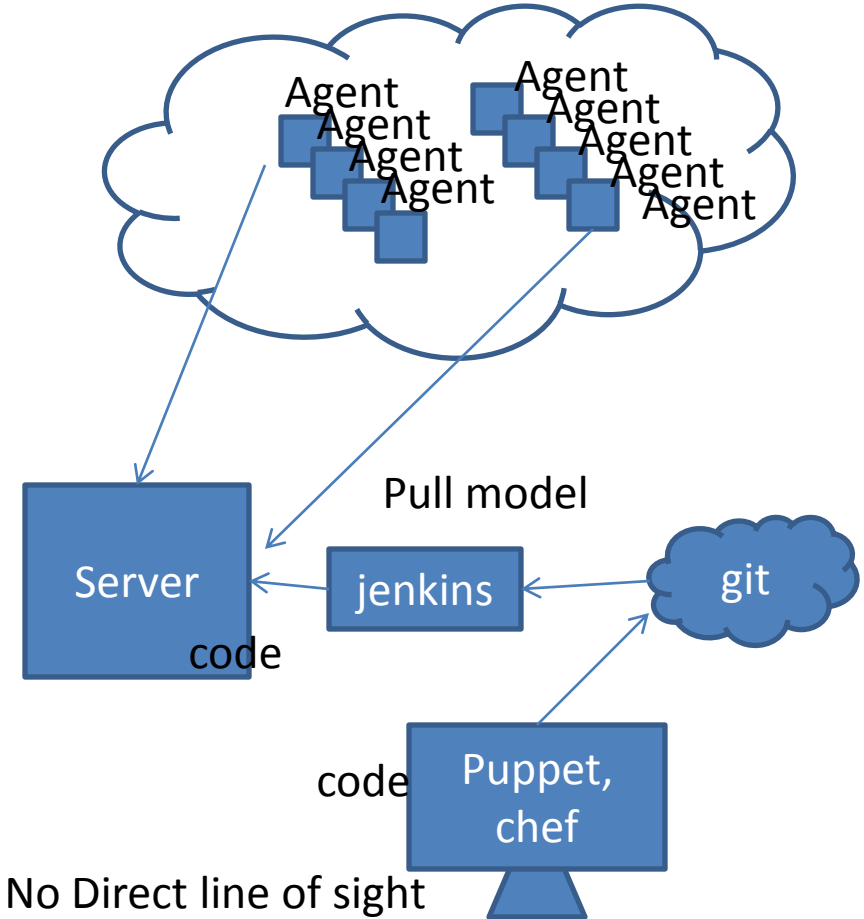 Agent
Agent
Agent
Agent
Agent
Agent
Agent
Agent
Agent
Pull model
Server
jenkins
git
code
code
Puppet,
chef
No Direct line of sight